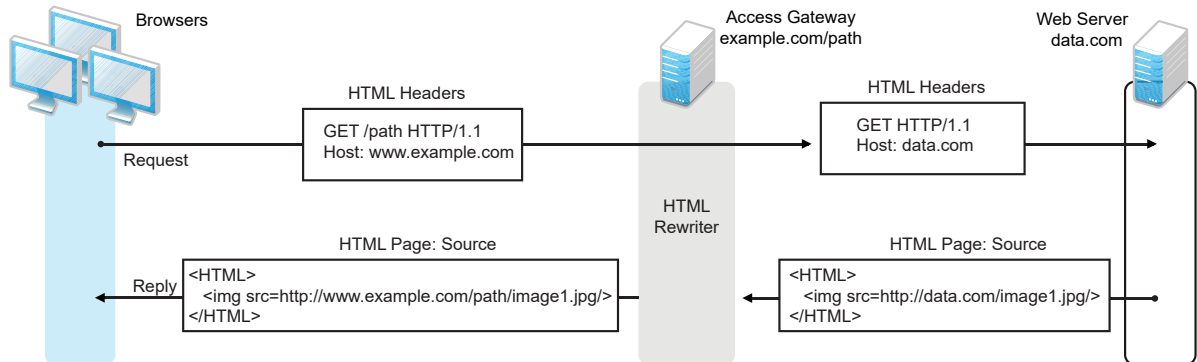 Browsers
Access Gateway
example.com/path
Web Server
data.com
HTML Headers
GET /path HTTP/1.1
Host: www.example.com
Request
HTML Headers
GET HTTP/1.1
Host: data.com
HTML
Rewriter
HTML Page: Source
<HTML>
<img src=http://www.example.com/path/image1.jpg/>
</HTML>
Reply
HTML Page: Source
<HTML>
<img src=http://data.com/image1.jpg/>
</HTML>